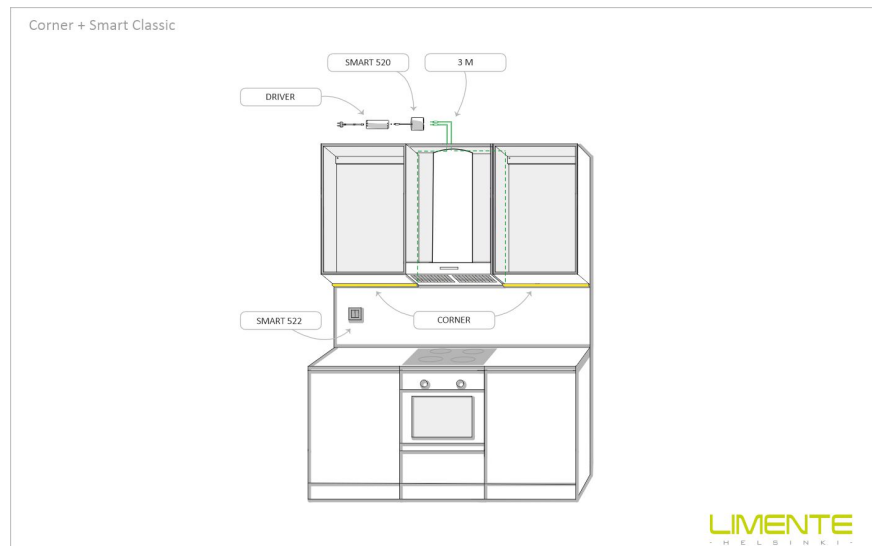 Corner + Smart Classic
SMART 520
3 M
DRIVER
SMART 522
CORNER
LIMENTE
- HELSINKI -